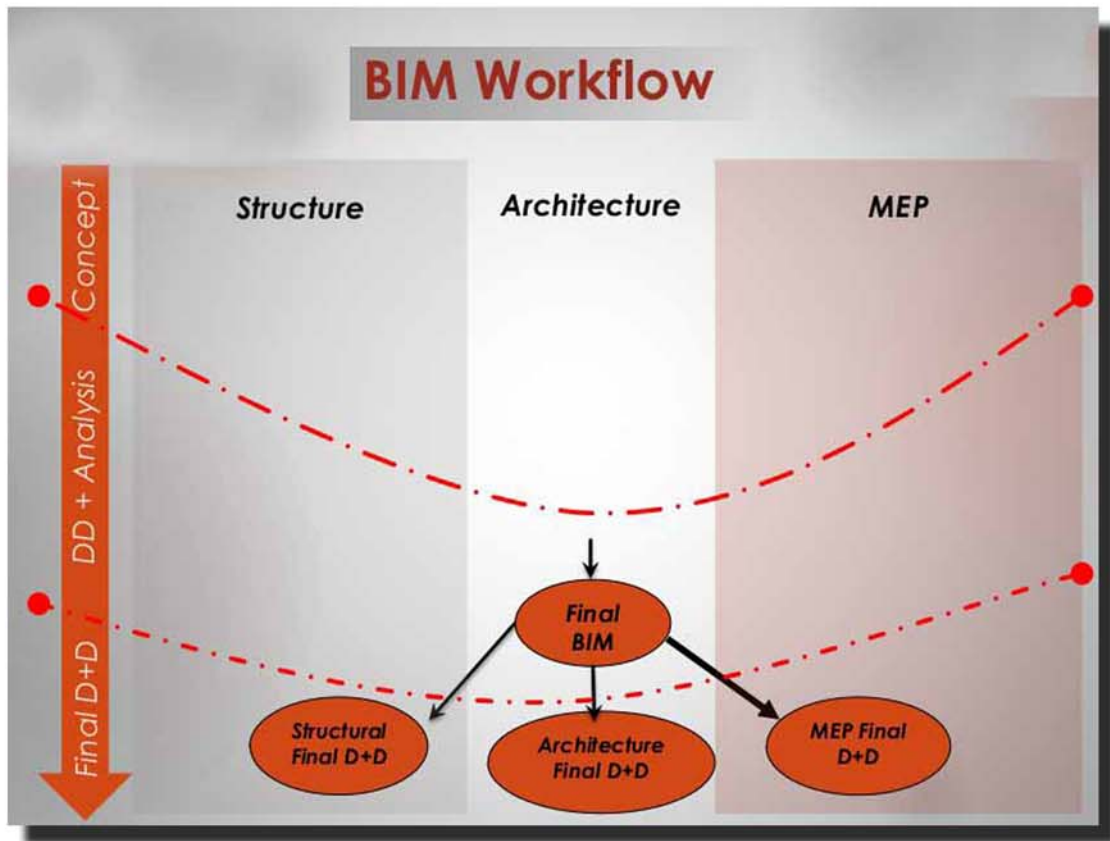 BIM Workflow
Structure
Architecture
MEP
Concept
DD + Analysis
Final D+D
Final
BIM
Structural
Final D+D
Architecture
Final D+D
MEP Final
D+D